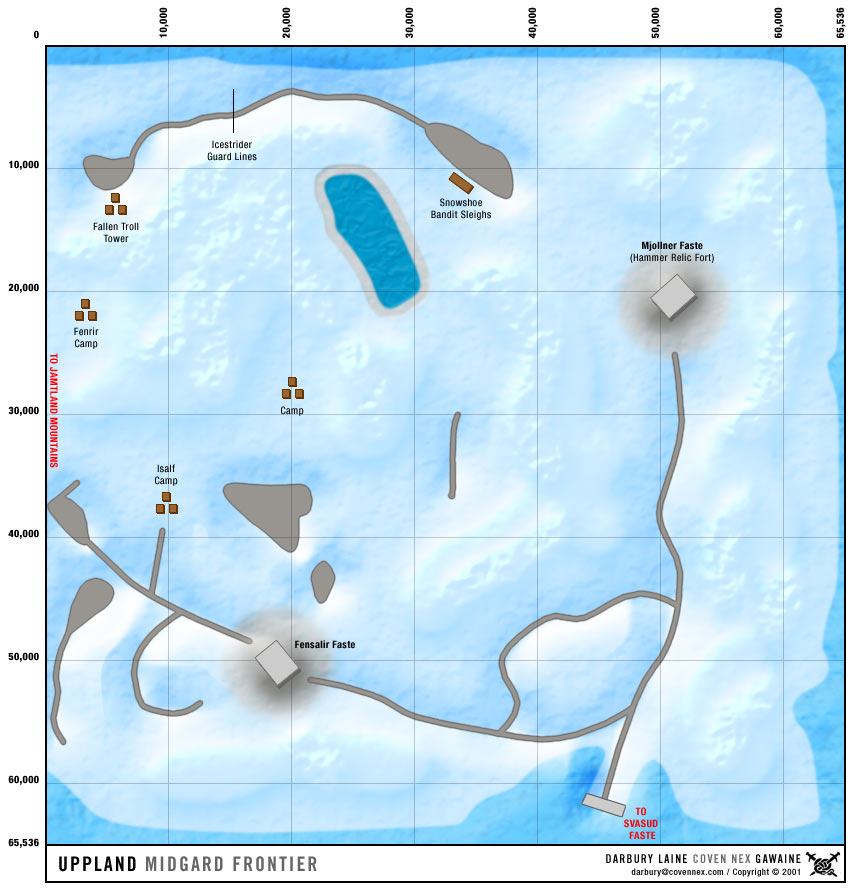 0
10,000
20,000
30,000
40,000
50,000
60,000
65,536
Icestrider
Guard Lines
10,000
Fallen Troll
Tower
Snowshoe
Bandit Sleighs
Mjollner Faste
(Hammer Relic Fort)
20,000
Fenrir
Camp
TO JAMTLAND MOUNTAINS
Camp
30,000
Isalf
Camp
40,000
Fensalir Faste
50,000
60,000
TO
SVASUD
FASTE
65,536
UPPLAND MIDGARD FRONTIER
DARBURY LAINE COVEN NEX GAWAINE
darbury@covennex.com / Copyright © 2001